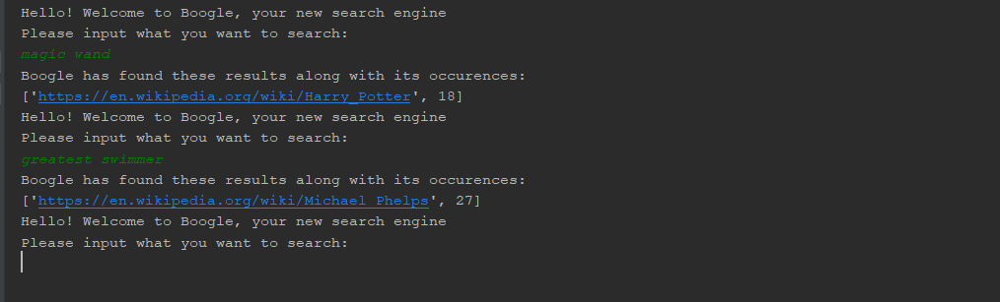 Hello! Welcome to Boogle, your new search engine
Please input what you want to search:
magic wand
Boogle has found these results along with its occurences:
['https://en.wikipedia.org/wiki/Harry_Potter', 18]
Hello! Welcome to Boogle, your new search engine
Please input what you want to search:
greatest swimmer
Boogle has found these results along with its occurences:
['https://en.wikipedia.org/wiki/Michael_Phelps', 27]
Hello! Welcome to Boogle, your new search engine
Please input what you want to search: